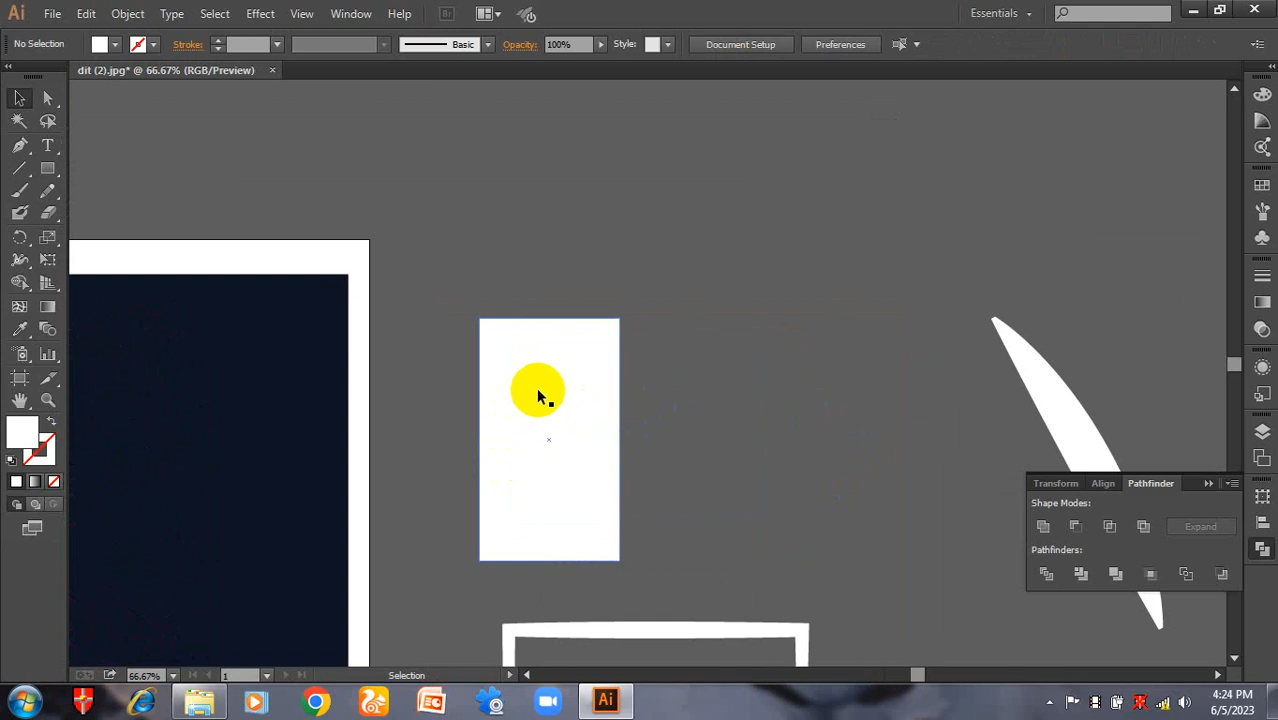 Ai File Edit Object Type Select Effect View Window Help Br Essentials
No Selection Stroke: Basic Opacity: 100% Style: Document Setup Preferences
dit (2).jpg* @ 66.67% (RGB/Preview)
Transform Align Pathfinder
Shape Modes:
Expand
Pathfinders:
66.67% 1 Selection
Ai
4:24 PM
6/5/2023